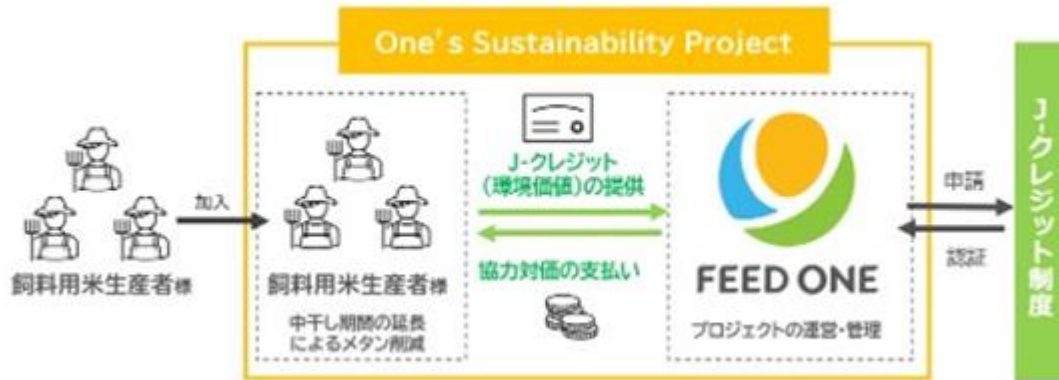 One's Sustainability Project
加入
飼料用米生産者様
飼料用米生産者様
中干し期間の延長
によるメタン削減
J-クレジット
(環境価値)の提供
協力対価の支払い
FEED ONE
プロジェクトの運営・管理
申請
認証
J-クレジット制度